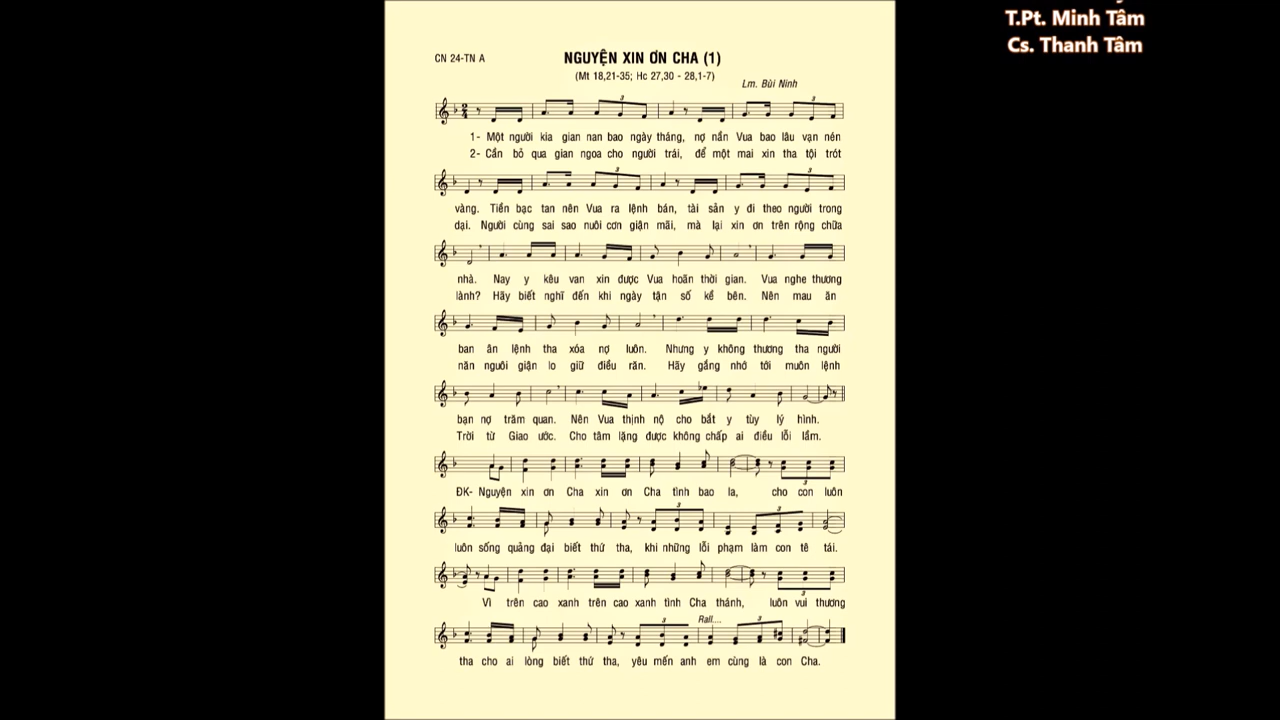 T.Pt. Minh Tâm
Cs. Thanh Tâm
CN 24-TN A
NGUYỆN XIN ƠN CHA (1)
(Mt 18,21-35; Hc 27,30 - 28,1-7)
Lm. Bùi Ninh
1- Một người kia gian nan bao ngày tháng, nợ nần Vua bao lâu vạn nén
2- Cần bỏ qua gian ngoa cho người trái, để một mai xin tha tội trót
vàng. Tiền bạc tan nên Vua ra lệnh bán, tài sản y đi theo người trong
dại. Người cùng sai sao nuôi cơn giận mãi, mà lại xin ơn trên rộng chữa
nhà. Nay y kêu van xin được Vua hoãn thời gian. Vua nghe thương
lành? Hãy biết nghĩ đến khi ngày tận số kề bên. Nên mau ăn
ban ân lệnh tha xóa nợ luôn. Nhưng y không thương tha người
năn nguôi giận lo giữ điều răn. Hãy gắng nhớ tới muôn lệnh
bạn nợ trăm quan. Nên Vua thịnh nộ cho bắt y tùy lý hình.
Trời từ Giao ước. Cho tâm lặng được không chấp ai điều lỗi lầm.
ĐK- Nguyện xin ơn Cha xin ơn Cha tình bao la, cho con luôn
luôn sống quảng đại biết thứ tha, khi những lỗi phạm làm con tê tái.
Vì trên cao xanh trên cao xanh tình Cha thánh, luôn vui thương
Rall....
tha cho ai lòng biết thứ tha, yêu mến anh em cùng là con Cha.